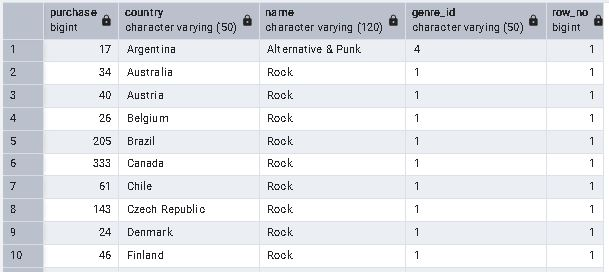 purchase country name genre_id row_no
bigint character varying (50) character varying (120) character varying (50) bigint
1 17 Argentina Alternative & Punk 4 1
2 34 Australia Rock 1 1
3 40 Austria Rock 1 1
4 26 Belgium Rock 1 1
5 205 Brazil Rock 1 1
6 333 Canada Rock 1 1
7 61 Chile Rock 1 1
8 143 Czech Republic Rock 1 1
9 24 Denmark Rock 1 1
10 46 Finland Rock 1 1